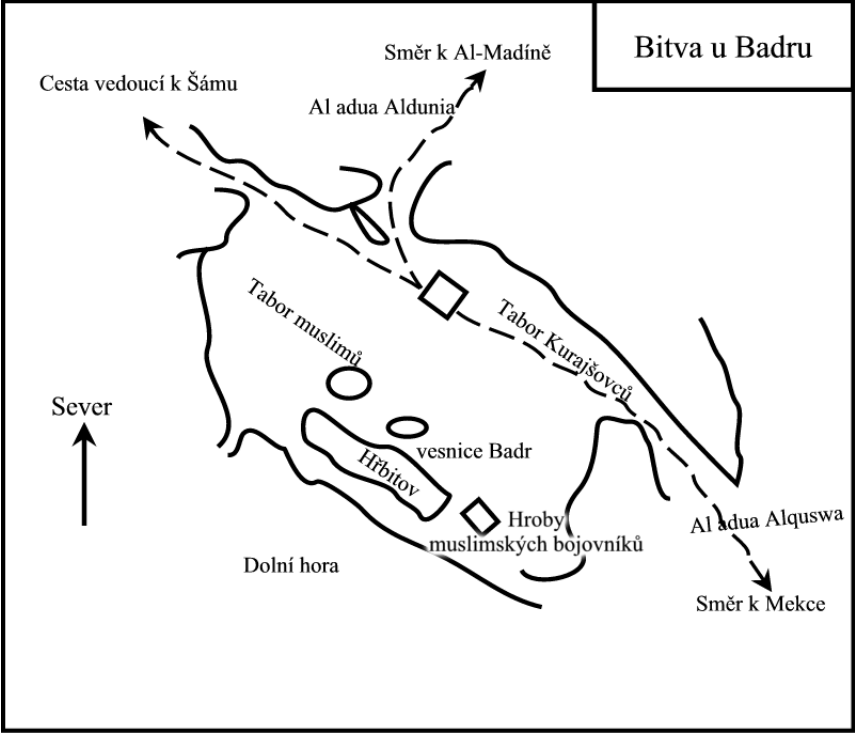 Bitva u Badru
Směr k Al-Madíně
Cesta vedoucí k Šámu
Al adua Aldunia
Tabor muslimů
Tabor Kurajšovců
Sever
vesnice Badr
Hřbitov
Hroby
muslimských bojovníků
Al adua Alquswa
Dolní hora
Směr k Mekce